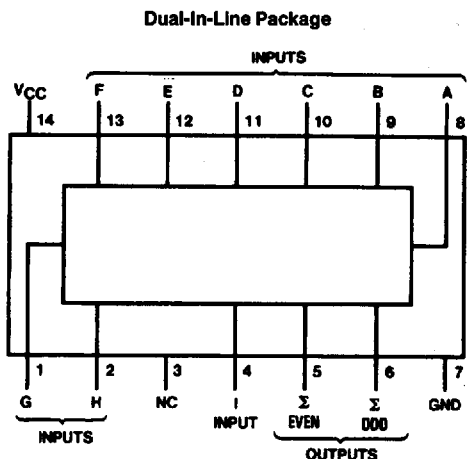 Dual-In-Line Package
INPUTS
VCC F E D C B A
14 13 12 11 10 9 8
1 2 3 4 5 6 7
G H NC I Σ Σ GND
INPUT EVEN ODD
INPUTS OUTPUTS